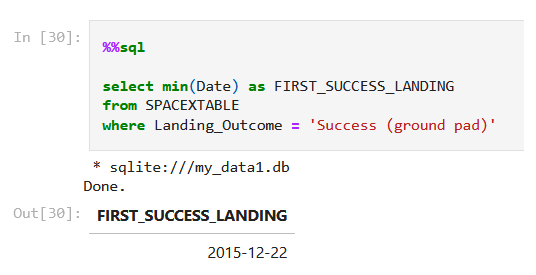 In [30]:
%%sql
select min(Date) as FIRST_SUCCESS_LANDING
from SPACEXTABLE
where Landing_Outcome = 'Success (ground pad)'
* sqlite:///my_data1.db
Done.
Out[30]:
FIRST_SUCCESS_LANDING
2015-12-22